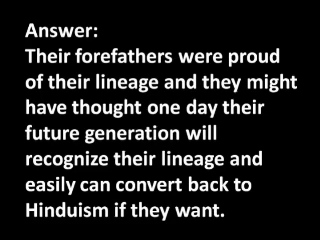 Answer:
Their forefathers were proud
of their lineage and they might
have thought one day their
future generation will
recognize their lineage and
easily can convert back to
Hinduism if they want.